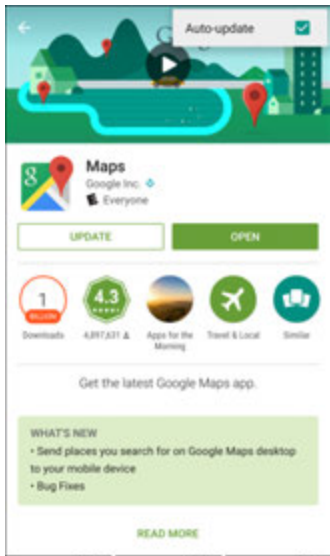 Auto-update
Maps
Google Inc.
Everyone
UPDATE
OPEN
1
BILLION
4.3
Downloads
4,897,631
Apps for the
Morning
Travel & Local
Similar
Get the latest Google Maps app.
WHAT'S NEW
• Send places you search for on Google Maps desktop
to your mobile device
• Bug Fixes
READ MORE